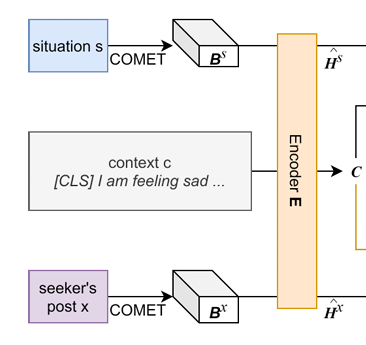 situation s
COMET
B^s
Ĥ^s
context c
[CLS] I am feeling sad ...
Encoder E
C
seeker's
post x
COMET
B^x
Ĥ^x